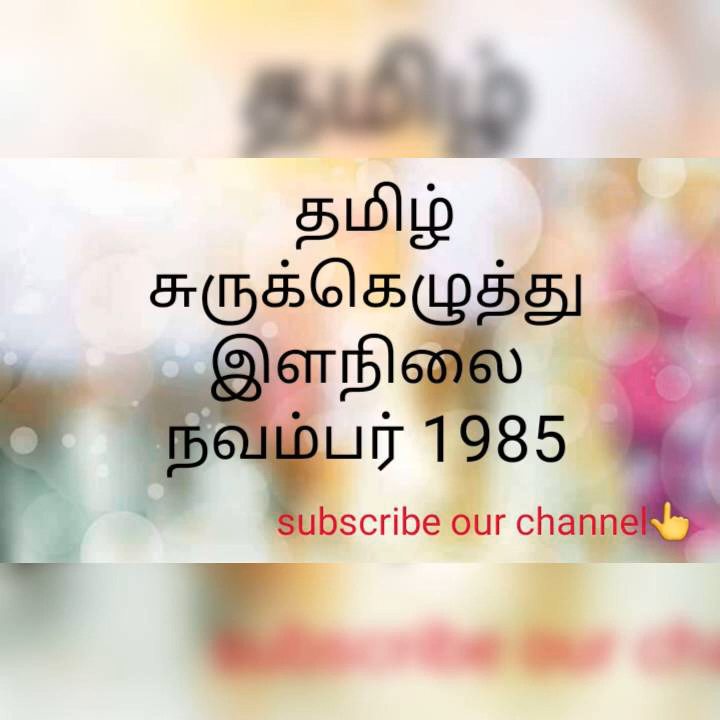 தமிழ்
சுருக்கெழுத்து
இளநிலை
நவம்பர் 1985
subscribe our channel👆